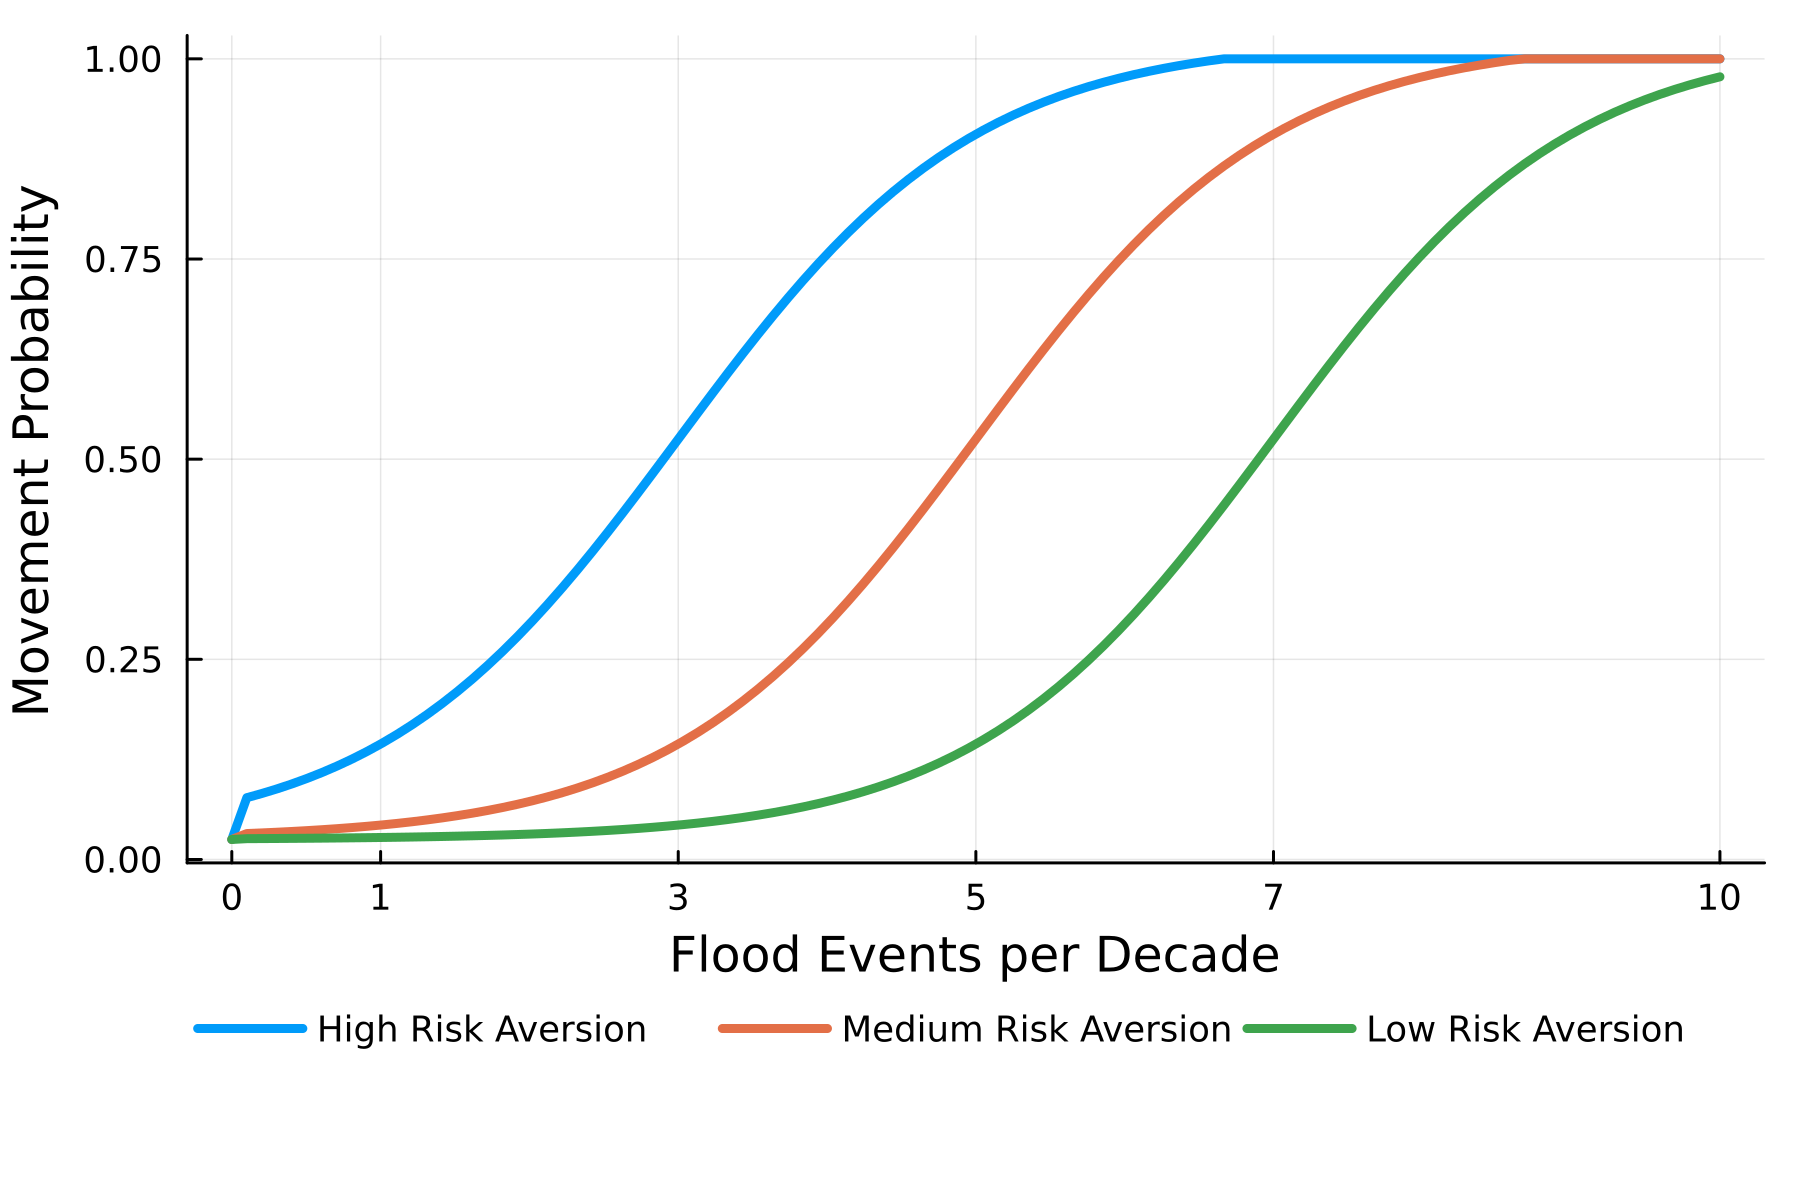 1.00
0.75
0.50
0.25
0.00
Movement Probability
0 1 3 5 7 10
Flood Events per Decade
High Risk Aversion Medium Risk Aversion Low Risk Aversion